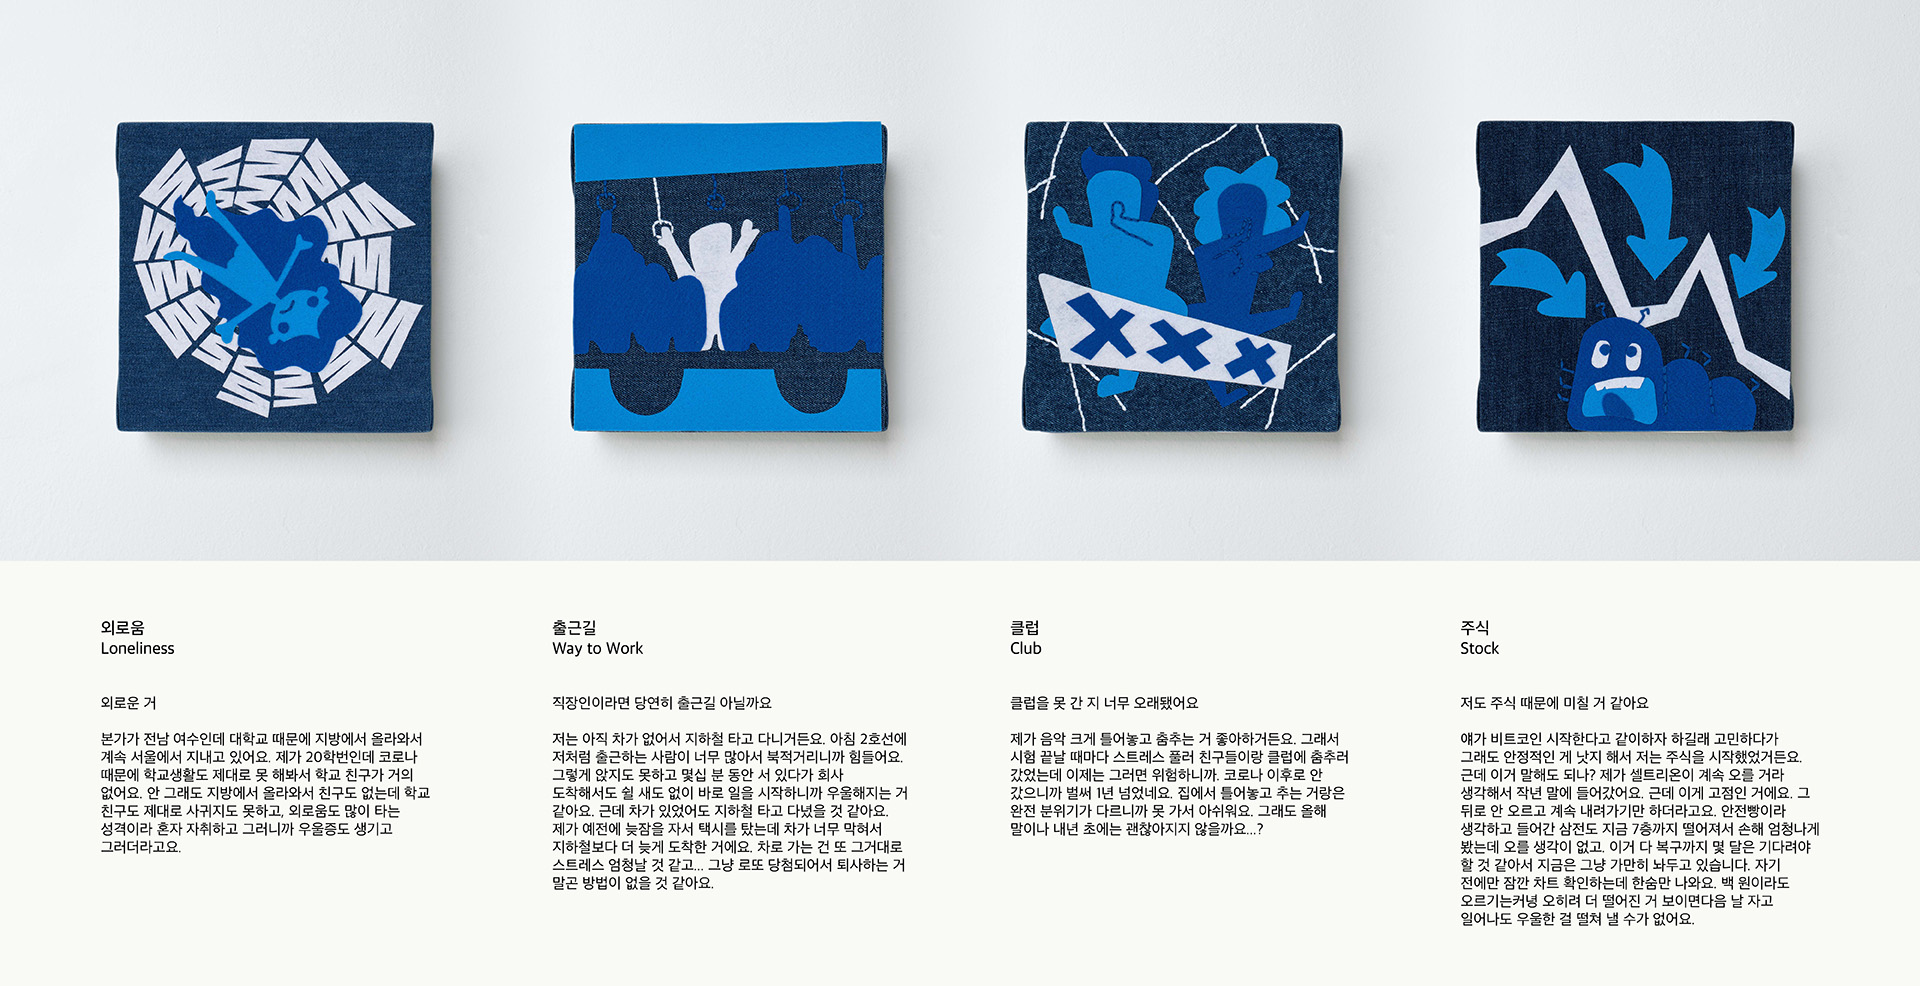 외로움
Loneliness
외로운 거
본가가 전남 여수인데 대학교 때문에 지방에서 올라와서
계속 서울에서 지내고 있어요. 제가 20학번인데 코로나
때문에 학교생활도 제대로 못 해봐서 학교 친구가 거의
없어요. 안 그래도 지방에서 올라와서 친구도 없는데 학교
친구도 제대로 사귀지도 못하고, 외로움도 많이 타는
성격이라 혼자 자취하고 그러니까 우울증도 생기고
그러더라고요.
출근길
Way to Work
직장인이라면 당연히 출근길 아닐까요
저는 아직 차가 없어서 지하철 타고 다니거든요. 아침 2호선에
저처럼 출근하는 사람이 너무 많아서 북적거리니까 힘들어요.
그렇게 앉지도 못하고 몇십 분 동안 서 있다가 회사
도착해서도 쉴 새도 없이 바로 일을 시작하니까 우울해지는 거
같아요. 근데 차가 있었어도 지하철 타고 다녔을 것 같아요.
제가 예전에 늦잠을 자서 택시를 탔는데 차가 너무 막혀서
지하철보다 더 늦게 도착한 거에요. 차로 가는 건 또 그거대로
스트레스 엄청날 것 같고... 그냥 로또 당첨되어서 퇴사하는 거
말곤 방법이 없을 것 같아요.
클럽
Club
클럽을 못 간 지 너무 오래됐어요
제가 음악 크게 틀어놓고 춤추는 거 좋아하거든요. 그래서
시험 끝날 때마다 스트레스 풀러 친구들이랑 클럽에 춤추러
갔었는데 이제는 그러면 위험하니까. 코로나 이후로 안
갔으니까 벌써 1년 넘었네요. 집에서 틀어놓고 추는 거랑은
완전 분위기가 다르니까 못 가서 아쉬워요. 그래도 올해
말이나 내년 초에는 괜찮아지지 않을까요...?
주식
Stock
저도 주식 때문에 미칠 거 같아요
얘가 비트코인 시작한다고 같이하자 하길래 고민하다가
그래도 안정적인 게 낫지 해서 저는 주식을 시작했었거든요.
근데 이거 말해도 되나? 제가 셀트리온이 계속 오를 거라
생각해서 작년 말에 들어갔어요. 근데 이게 고점인 거에요. 그
뒤로 안 오르고 계속 내려가기만 하더라고요. 안전빵이라
생각하고 들어간 삼전도 지금 7층까지 떨어져서 손해 엄청나게
봤는데 오를 생각이 없고. 이거 다 복구까지 몇 달은 기다려야
할 것 같아서 지금은 그냥 가만히 놔두고 있습니다. 자기
전에만 잠깐 차트 확인하는데 한숨만 나와요. 백 원이라도
오르기는커녕 오히려 더 떨어진 거 보이면다음 날 자고
일어나도 우울한 걸 떨쳐 낼 수가 없어요.